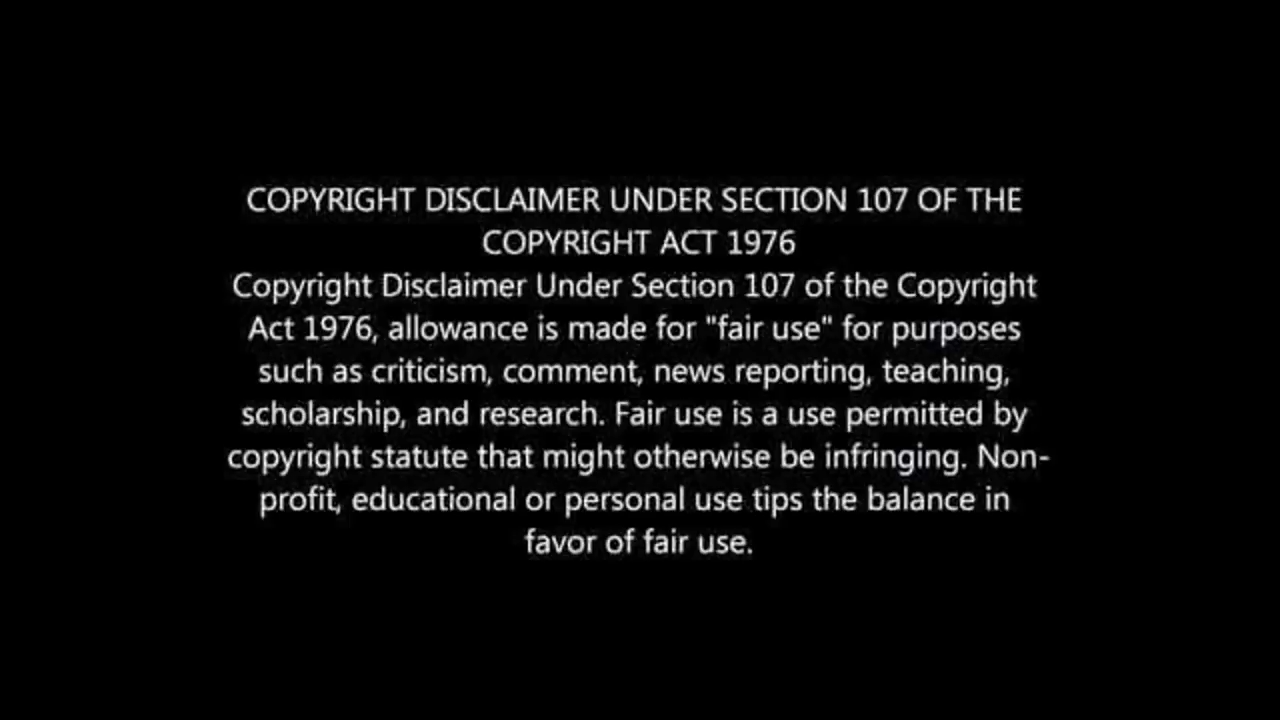 COPYRIGHT DISCLAIMER UNDER SECTION 107 OF THE
COPYRIGHT ACT 1976
Copyright Disclaimer Under Section 107 of the Copyright
Act 1976, allowance is made for "fair use" for purposes
such as criticism, comment, news reporting, teaching,
scholarship, and research. Fair use is a use permitted by
copyright statute that might otherwise be infringing. Non-
profit, educational or personal use tips the balance in
favor of fair use.